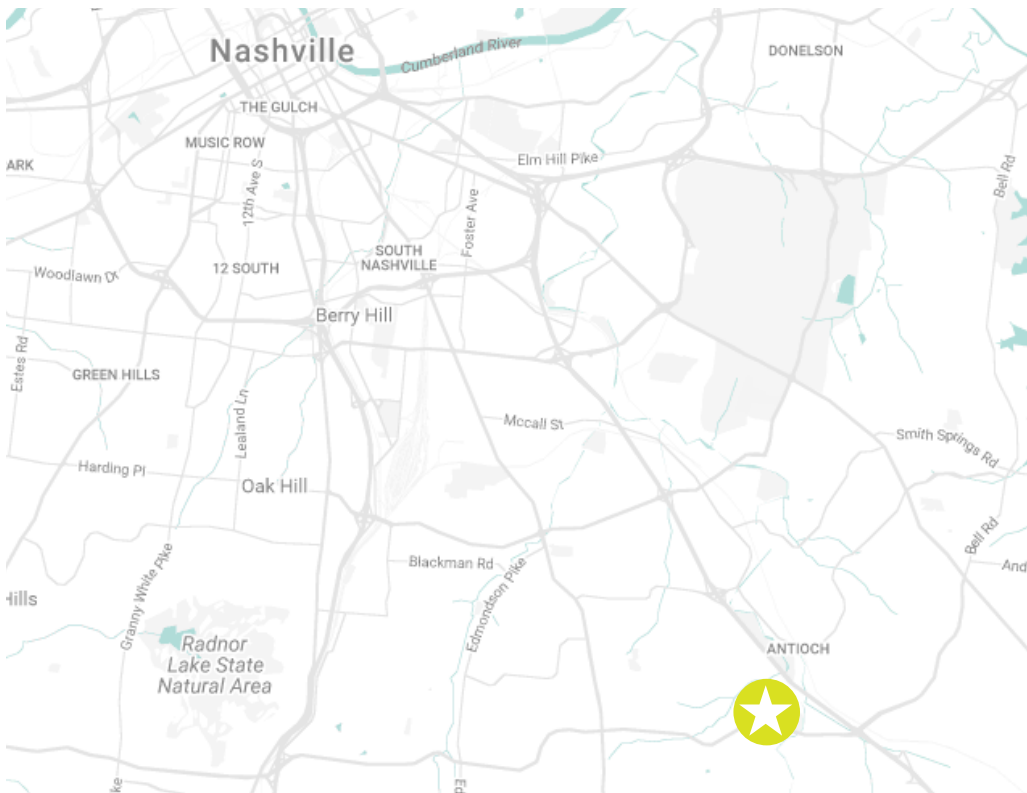 Nashville
Cumberland River
DONELSON
THE GULCH
MUSIC ROW
Elm Hill Pike
ARK
12th Ave S
Bell Rd
Foster Ave
SOUTH
NASHVILLE
12 SOUTH
Woodlawn Dr
Berry Hill
Estes Rd
GREEN HILLS
Lealand Ln
Mccall St
Smith Springs Rd
Harding Pl
Oak Hill
Bell Rd
Blackman Rd
And
Granny White Pike
Edmondson Pike
Hills
Radnor
Lake State
Natural Area
ANTIOCH
ke
Ed